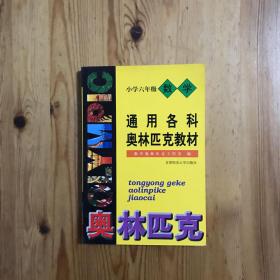 小学六年级 数学
通用各科
奥林匹克教材
tongyong geke
aolinpike
jiaocai
奥林匹克